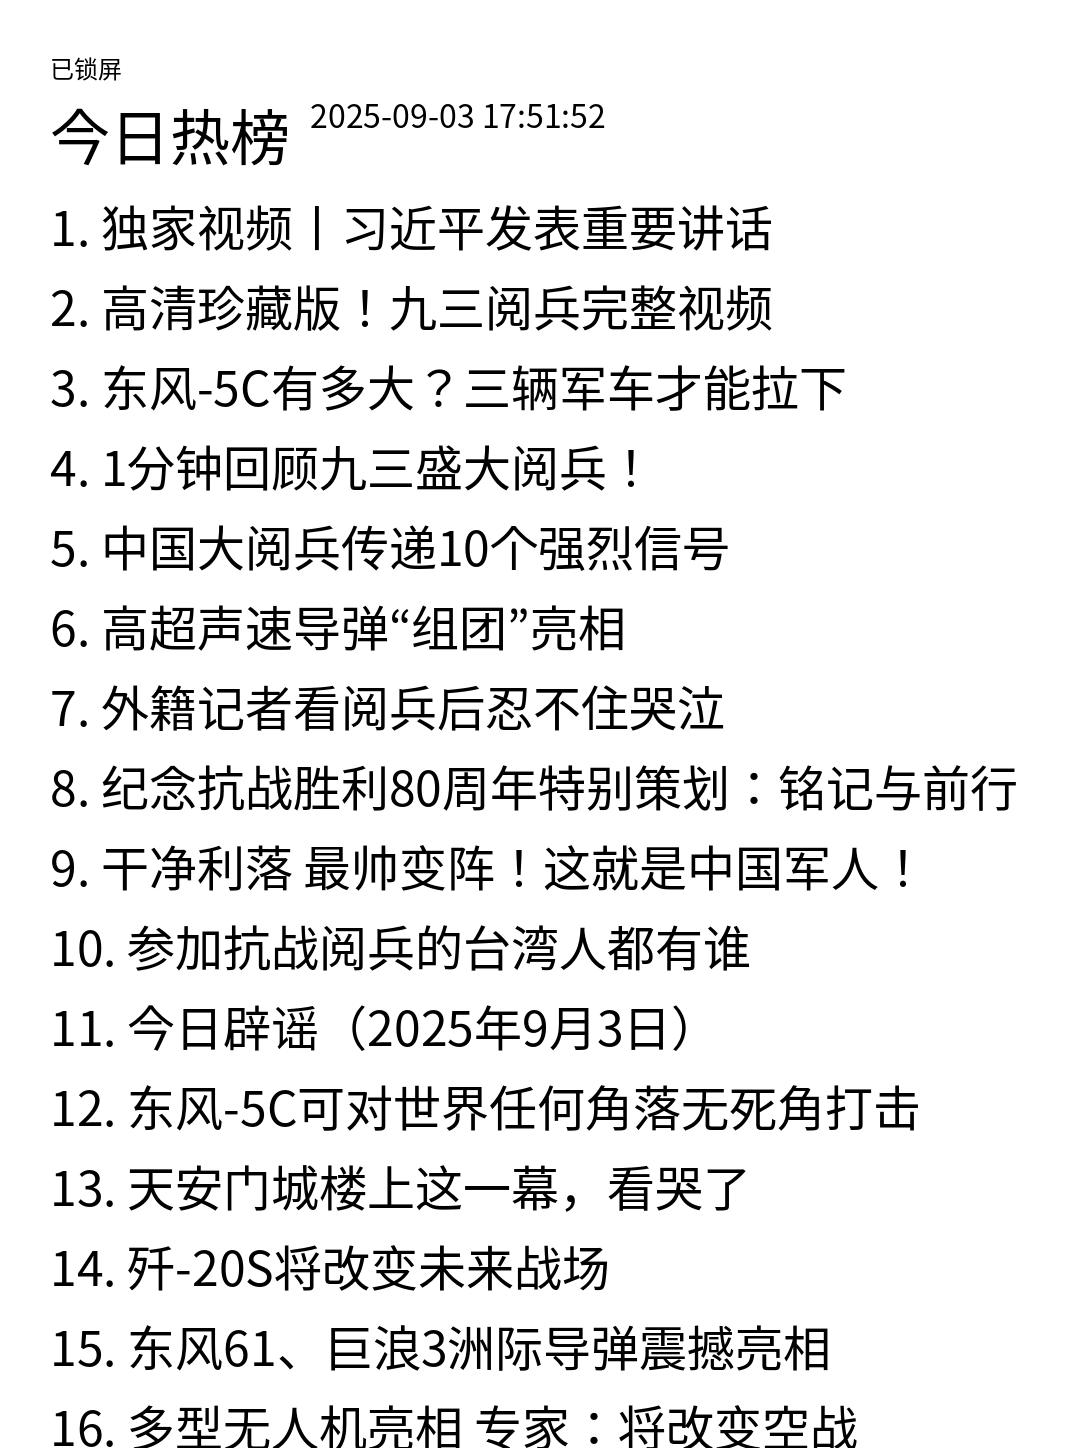 已锁屏
今日热榜 2025-09-03 17:51:52
1. 独家视频丨习近平发表重要讲话
2. 高清珍藏版！九三阅兵完整视频
3. 东风-5C有多大？三辆军车才能拉下
4. 1分钟回顾九三盛大阅兵！
5. 中国大阅兵传递10个强烈信号
6. 高超声速导弹“组团”亮相
7. 外籍记者看阅兵后忍不住哭泣
8. 纪念抗战胜利80周年特别策划：铭记与前行
9. 干净利落 最帅变阵！这就是中国军人！
10. 参加抗战阅兵的台湾人都有谁
11. 今日辟谣（2025年9月3日）
12. 东风-5C可对世界任何角落无死角打击
13. 天安门城楼上这一幕，看哭了
14. 歼-20S将改变未来战场
15. 东风61、巨浪3洲际导弹震撼亮相
16. 多型无人机亮相 专家：将改变空战